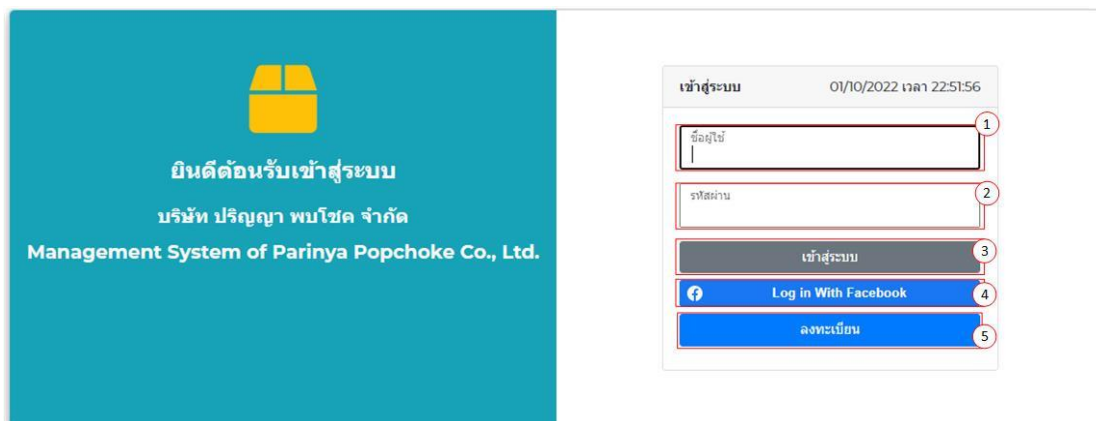 ยินดีต้อนรับเข้าสู่ระบบ
บริษัท ปริญญา พบโชค จำกัด
Management System of Parinya Popchoke Co., Ltd.
เข้าสู่ระบบ 01/10/2022 เวลา 22:51:56
1
ชื่อผู้ใช้
รหัสผ่าน 2
เข้าสู่ระบบ 3
Log in With Facebook 4
ลงทะเบียน 5